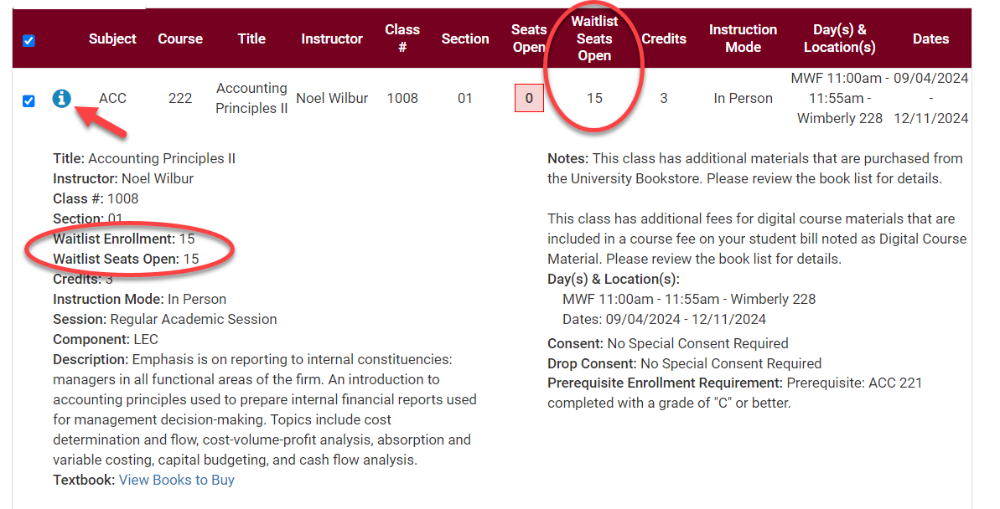 Subject Course Title Instructor Class # Section Seats Open Waitlist Seats Open Credits Instruction Mode Day(s) & Location(s) Dates
ACC 222 Accounting Principles II Noel Wilbur 1008 01 0 15 3 In Person MWF 11:00am - 11:55am - Wimberly 228 09/04/2024 - 12/11/2024
Title: Accounting Principles II
Instructor: Noel Wilbur
Class #: 1008
Section: 01
Waitlist Enrollment: 15
Waitlist Seats Open: 15
Credits: 3
Instruction Mode: In Person
Session: Regular Academic Session
Component: LEC
Description: Emphasis is on reporting to internal constituencies:
managers in all functional areas of the firm. An introduction to
accounting principles used to prepare internal financial reports used
for management decision-making. Topics include cost
determination and flow, cost-volume-profit analysis, absorption and
variable costing, capital budgeting, and cash flow analysis.
Textbook: View Books to Buy
Notes: This class has additional materials that are purchased from
the University Bookstore. Please review the book list for details.
This class has additional fees for digital course materials that are
included in a course fee on your student bill noted as Digital Course
Material. Please review the book list for details.
Day(s) & Location(s):
MWF 11:00am - 11:55am - Wimberly 228
Dates: 09/04/2024 - 12/11/2024
Consent: No Special Consent Required
Drop Consent: No Special Consent Required
Prerequisite Enrollment Requirement: Prerequisite: ACC 221
completed with a grade of "C" or better.